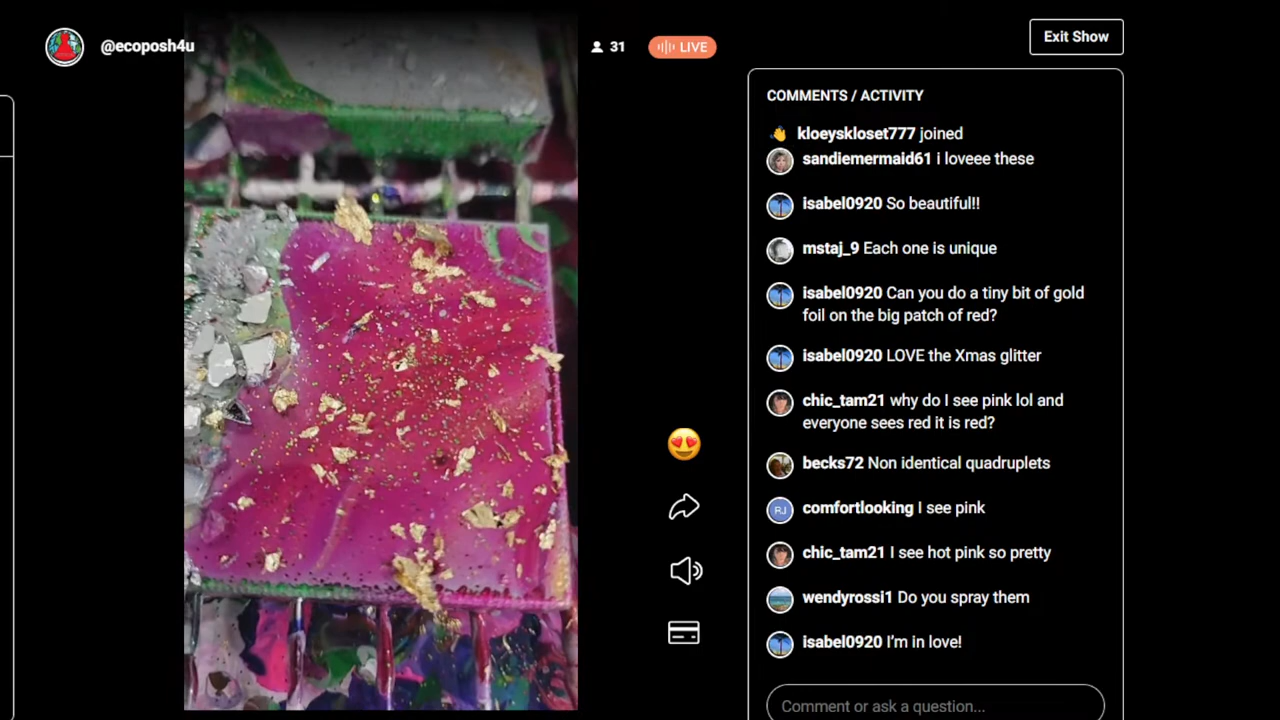 @ecoposh4u
31
LIVE
Exit Show
COMMENTS / ACTIVITY
kloeyskloset777 joined
sandiemermaid61 i loveee these
isabel0920 So beautiful!!
mstaj_9 Each one is unique
isabel0920 Can you do a tiny bit of gold
foil on the big patch of red?
isabel0920 LOVE the Xmas glitter
chic_tam21 why do I see pink lol and
everyone sees red it is red?
becks72 Non identical quadruplets
RJ
comfortlooking I see pink
chic_tam21 I see hot pink so pretty
wendyrossi1 Do you spray them
isabel0920 I'm in love!
Comment or ask a question...